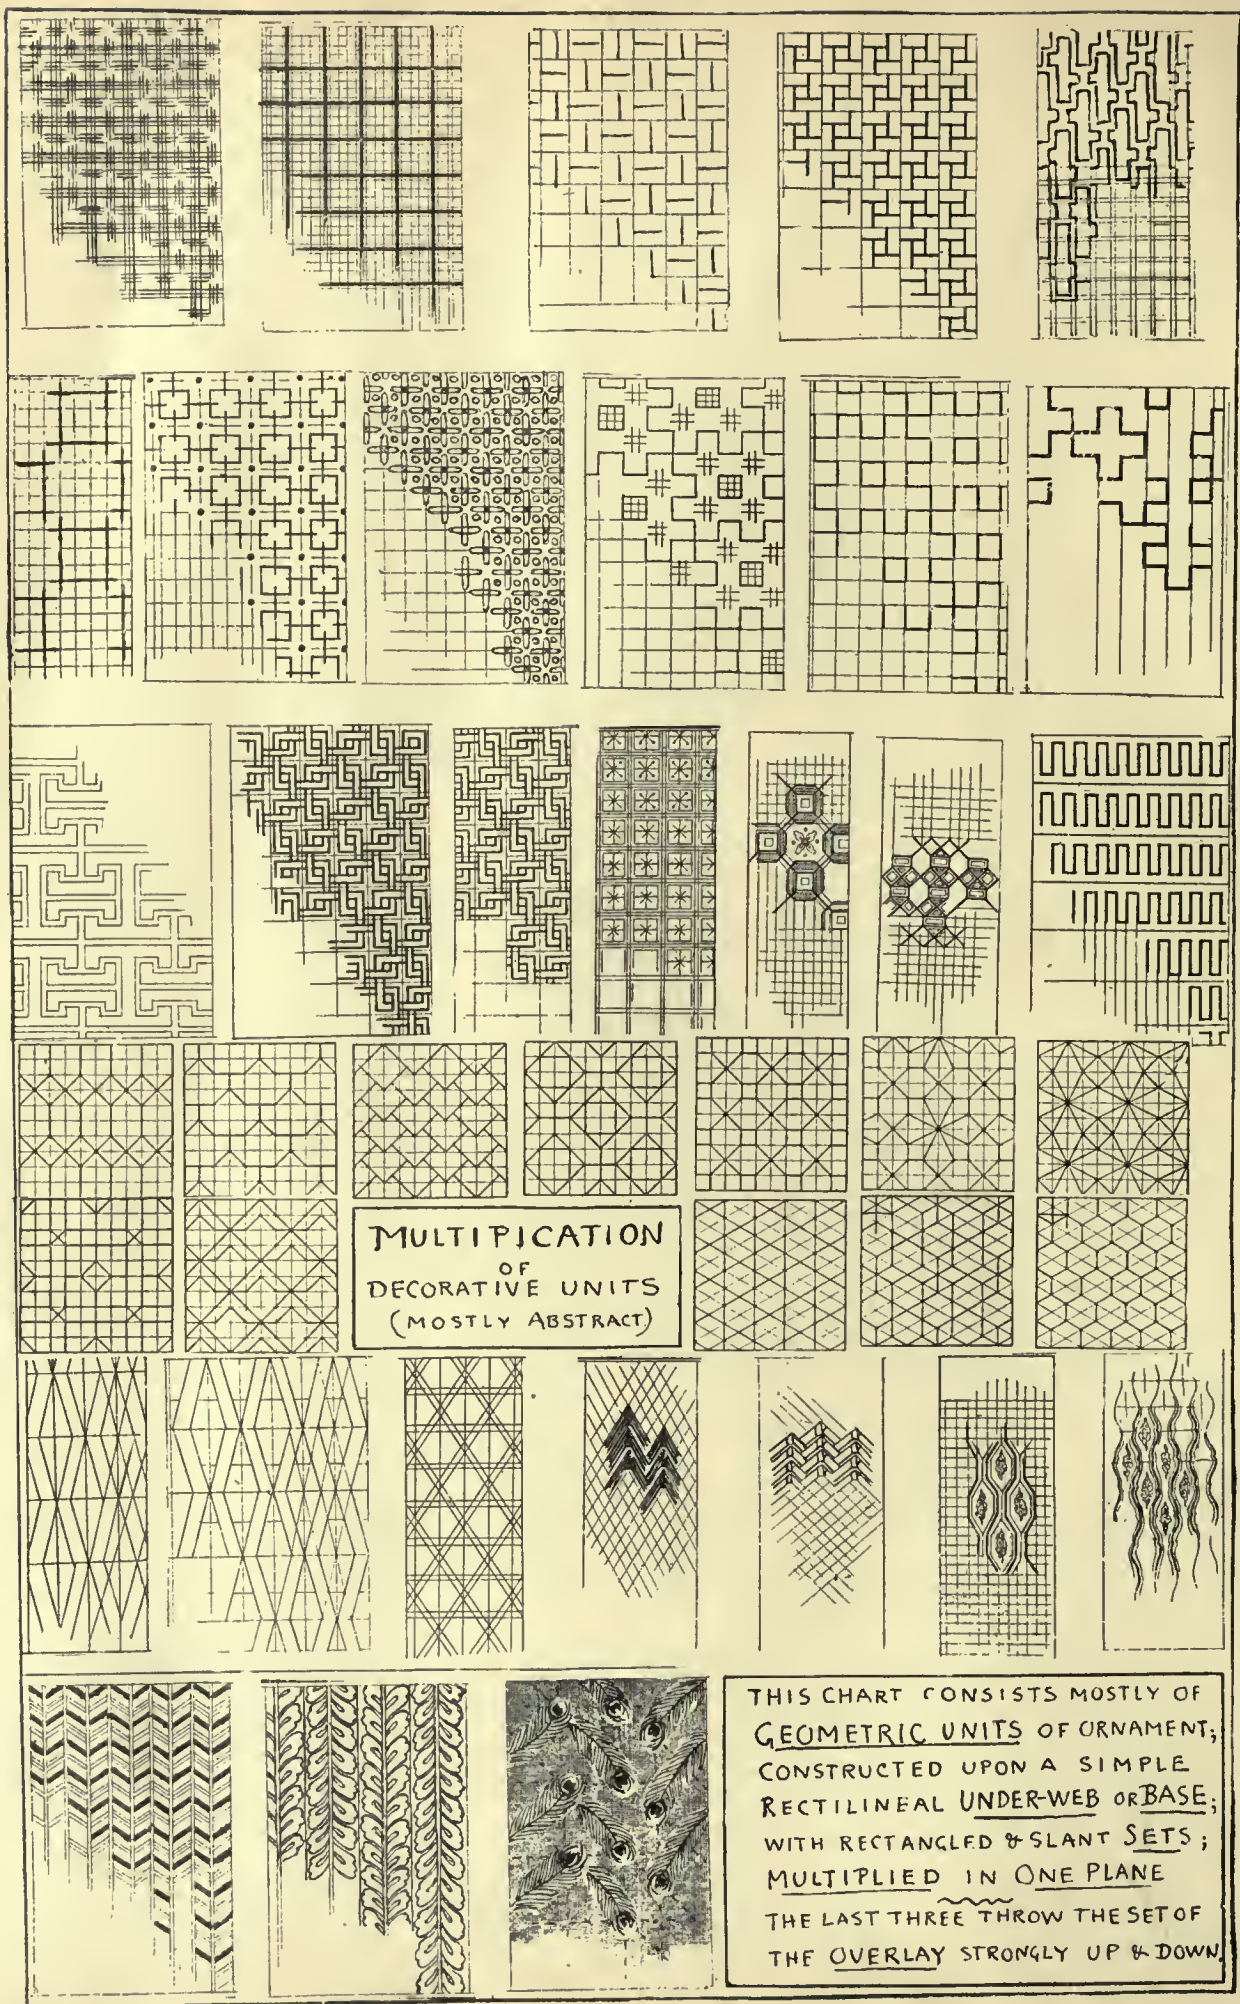 MULTIPICATION
OF
DECORATIVE UNITS
(MOSTLY ABSTRACT)
THIS CHART CONSISTS MOSTLY OF
GEOMETRIC UNITS OF ORNAMENT;
CONSTRUCTED UPON A SIMPLE
RECTILINEAL UNDER-WEB OR BASE;
WITH RECTANGLED & SLANT SETS;
MULTIPLIED IN ONE PLANE
THE LAST THREE THROW THE SET OF
THE OVERLAY STRONGLY UP & DOWN.